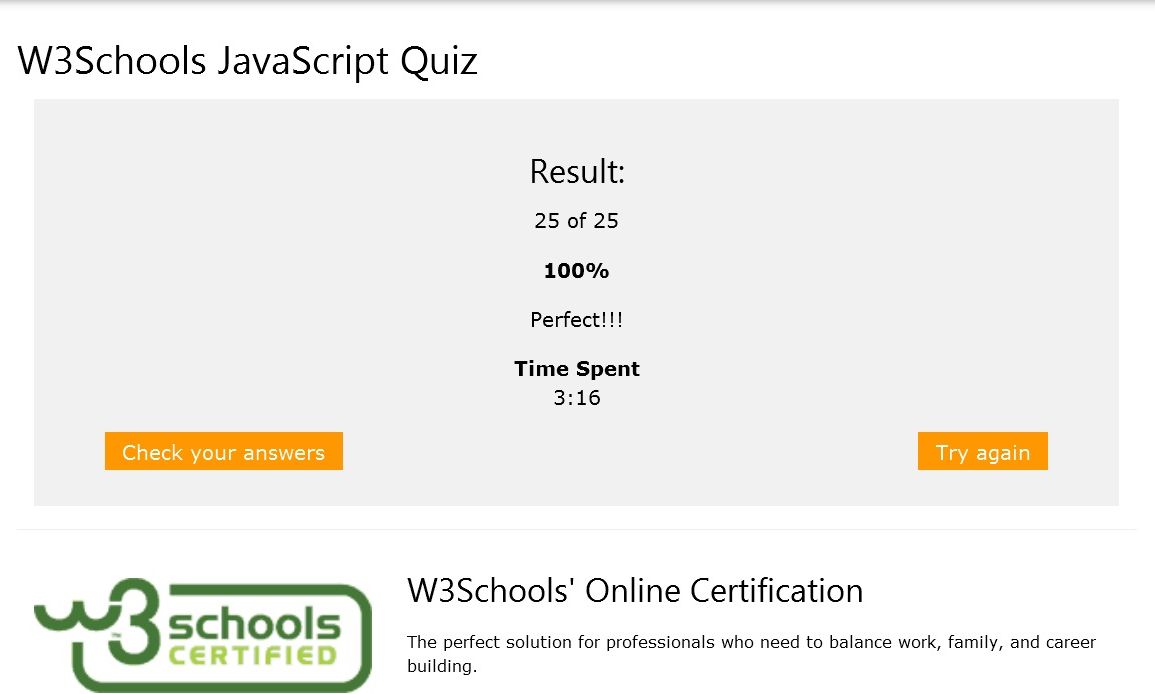 W3Schools JavaScript Quiz
Result:
25 of 25
100%
Perfect!!!
Time Spent
3:16
Check your answers
Try again
w3schools
CERTIFIED
™
W3Schools' Online Certification
The perfect solution for professionals who need to balance work, family, and career
building.